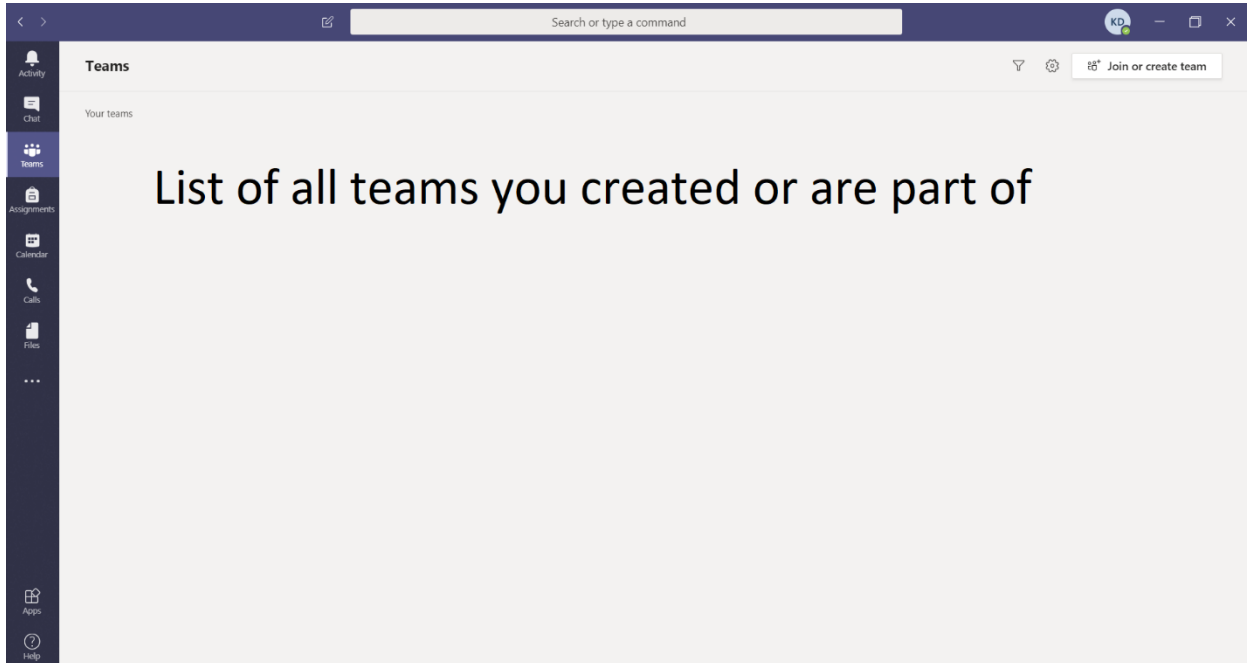 Search or type a command
KD
Activity
Teams
Join or create team
Chat
Your teams
Teams
List of all teams you created or are part of
Assignments
Calendar
Calls
Files
Apps
Help